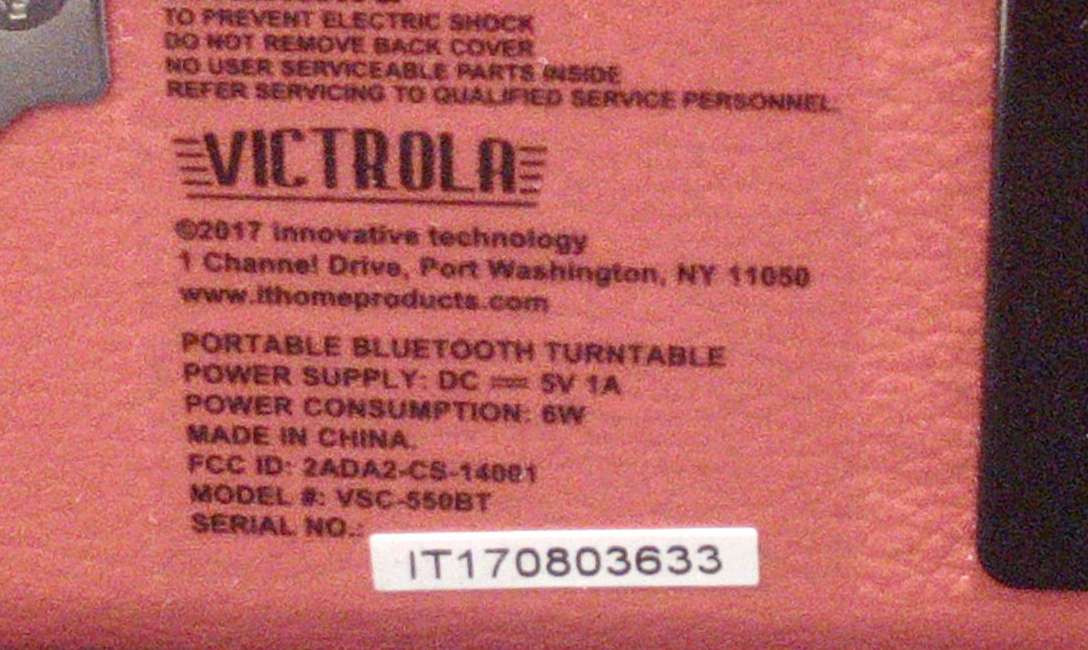 TO PREVENT ELECTRIC SHOCK
DO NOT REMOVE BACK COVER
NO USER SERVICEABLE PARTS INSIDE
REFER SERVICING TO QUALIFIED SERVICE PERSONNEL.
VICTROLA
©2017 innovative technology
1 Channel Drive, Port Washington, NY 11050
www.ithomeproducts.com
PORTABLE BLUETOOTH TURNTABLE
POWER SUPPLY: DC ⎓ 5V 1A
POWER CONSUMPTION: 6W
MADE IN CHINA.
FCC ID: 2ADA2-CS-14001
MODEL #: VSC-550BT
SERIAL NO.:
IT170803633